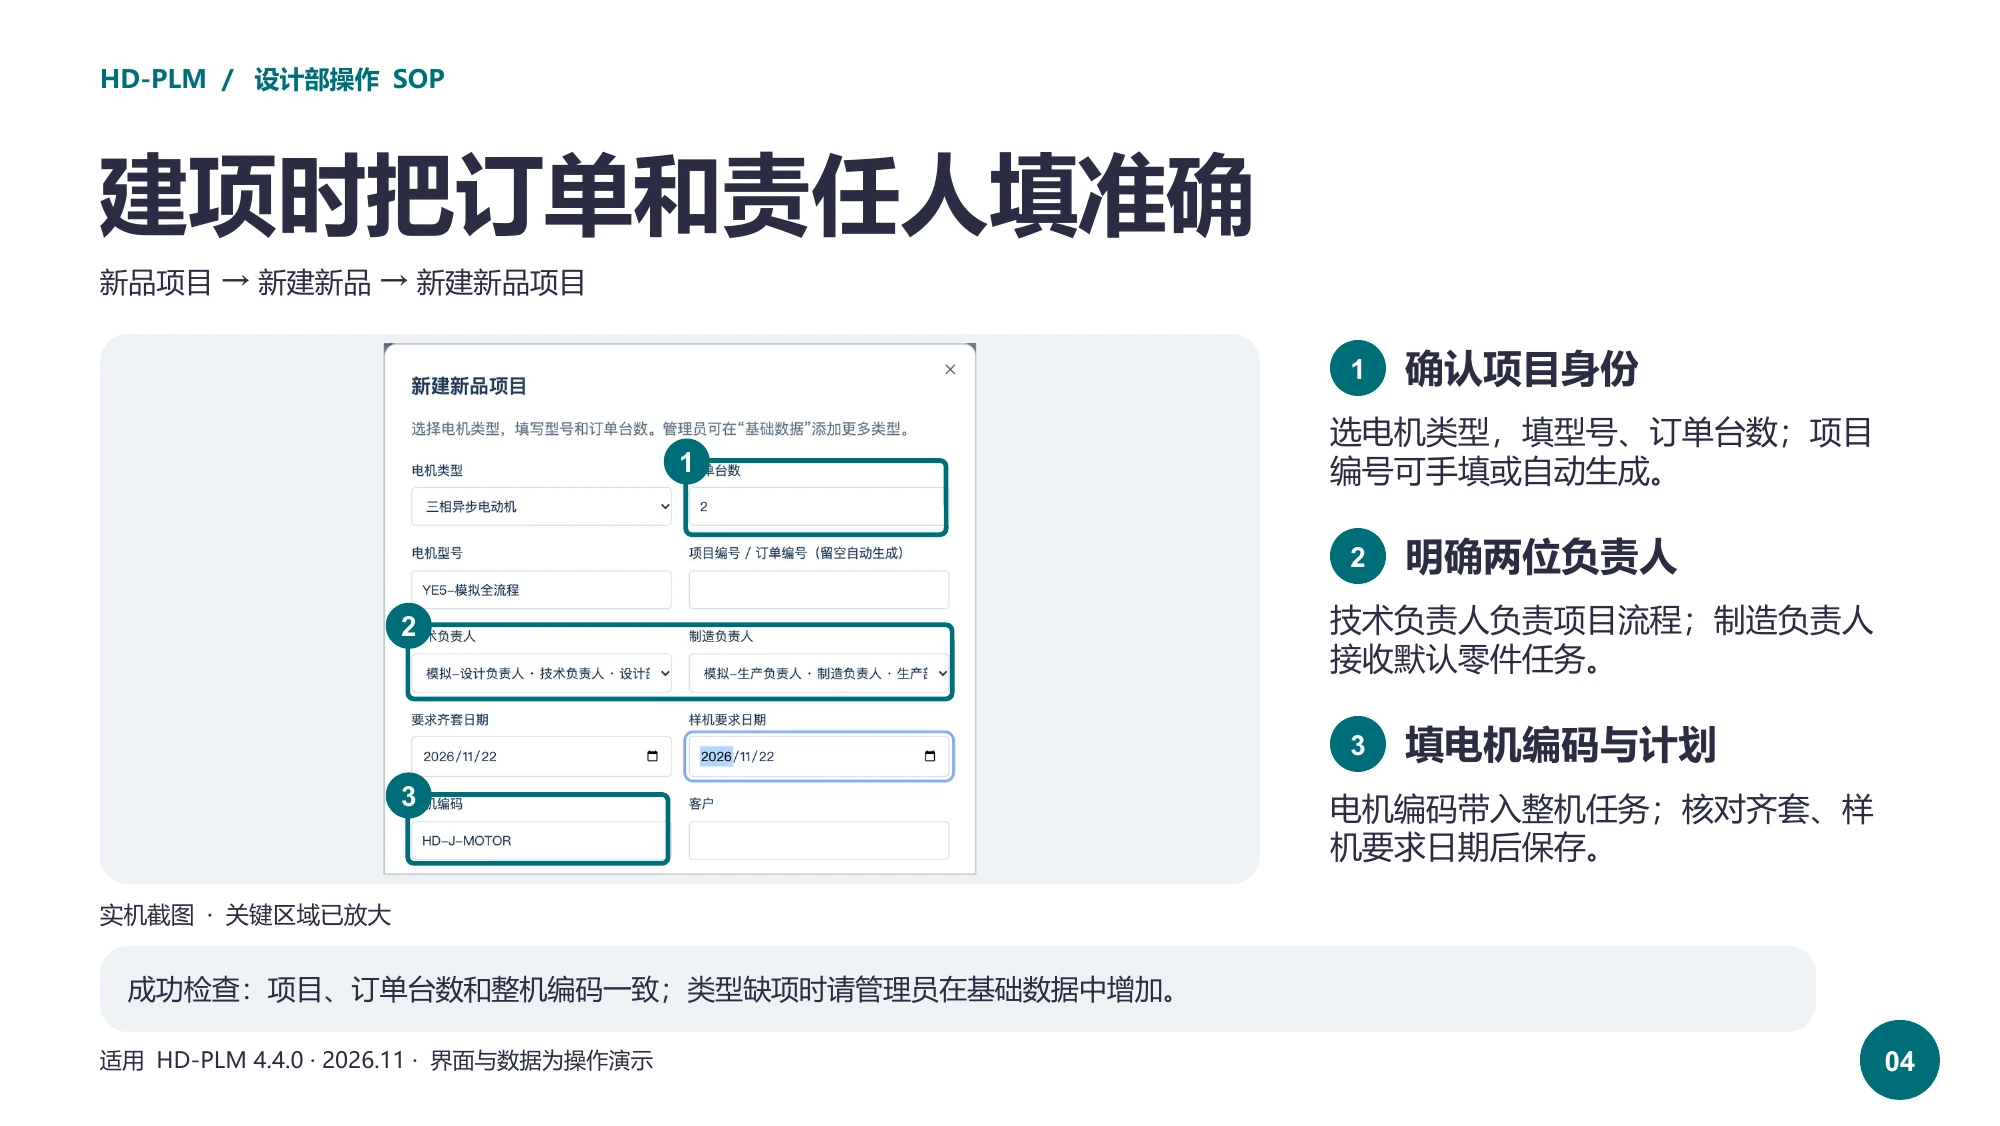 HD-PLM / 设计部操作 SOP
建项时把订单和责任人填准确
新品项目 → 新建新品 → 新建新品项目
新建新品项目
×
选择电机类型，填写型号和订单台数。管理员可在“基础数据”添加更多类型。
电机类型
1
单台数
三相异步电动机
2
电机型号
项目编号 / 订单编号（留空自动生成）
YE5-模拟全流程
2
术负责人
制造负责人
模拟-设计负责人 · 技术负责人 · 设计
模拟-生产负责人 · 制造负责人 · 生产
要求齐套日期
样机要求日期
2026/11/22
2026/11/22
3
机编码
客户
HD-J-MOTOR
1 确认项目身份
选电机类型，填型号、订单台数；项目
编号可手填或自动生成。
2 明确两位负责人
技术负责人负责项目流程；制造负责人
接收默认零件任务。
3 填电机编码与计划
电机编码带入整机任务；核对齐套、样
机要求日期后保存。
实机截图 · 关键区域已放大
成功检查：项目、订单台数和整机编码一致；类型缺项时请管理员在基础数据中增加。
适用 HD-PLM 4.4.0 · 2026.11 · 界面与数据为操作演示
04